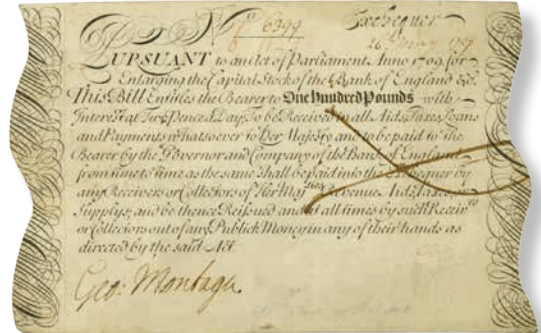 Nº 6399 Exchequer
PURSUANT to an Act of Parliament Anno 1709 for
Enlarging the Capital Stock of the Bank of England &c.
This Bill Entitles the Bearer to One Hundred Pounds with
Interest at Two Pence a Day To be Received in all Aids, Taxes, Loans
and Payments whatsoever to Her Majesty and to be paid to the
Bearer by the Governor and Company of the Bank of England
from time to time as the same shall be paid into the Exchequer by
any Receivers or Collectors of Her Majties Revenue, Aids, Taxes or
Supplys; and be thence Reissued and at all times by such Receivrs
or Collectors out of any Publick Money in any of their hands as
directed by the said Act.
Geo: Montagu